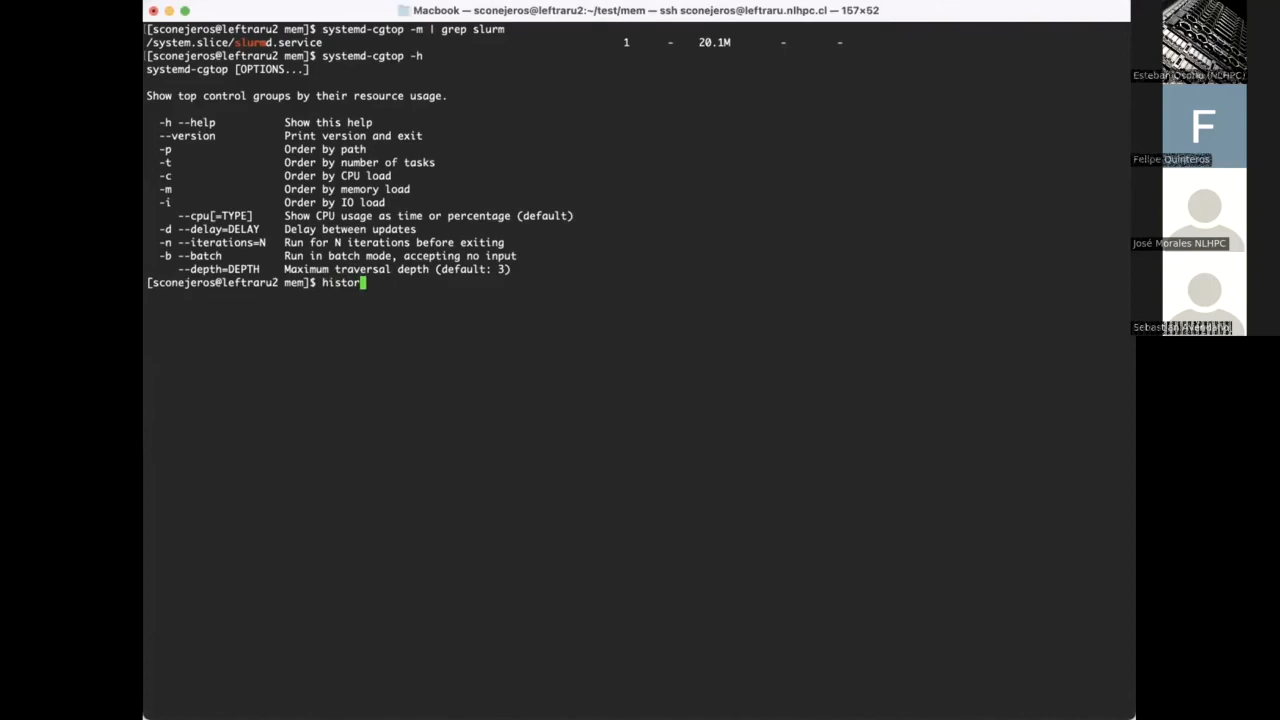 Macbook — sconejeros@leftraru2:~/test/mem — ssh sconejeros@leftraru.nlhpc.cl — 157×52
[sconejeros@leftraru2 mem]$ systemd-cgtop -m | grep slurm
/system.slice/slurmd.service 1 - 20.1M - -
[sconejeros@leftraru2 mem]$ systemd-cgtop -h
systemd-cgtop [OPTIONS...]
Show top control groups by their resource usage.
-h --help Show this help
--version Print version and exit
-p Order by path
-t Order by number of tasks
-c Order by CPU load
-m Order by memory load
-i Order by IO load
--cpu[=TYPE] Show CPU usage as time or percentage (default)
-d --delay=DELAY Delay between updates
-n --iterations=N Run for N iterations before exiting
-b --batch Run in batch mode, accepting no input
--depth=DEPTH Maximum traversal depth (default: 3)
[sconejeros@leftraru2 mem]$ histor
Esteban Osorio (NLHPC)
F
Felipe Quinteros
José Morales NLHPC
Sebastián Avendaño